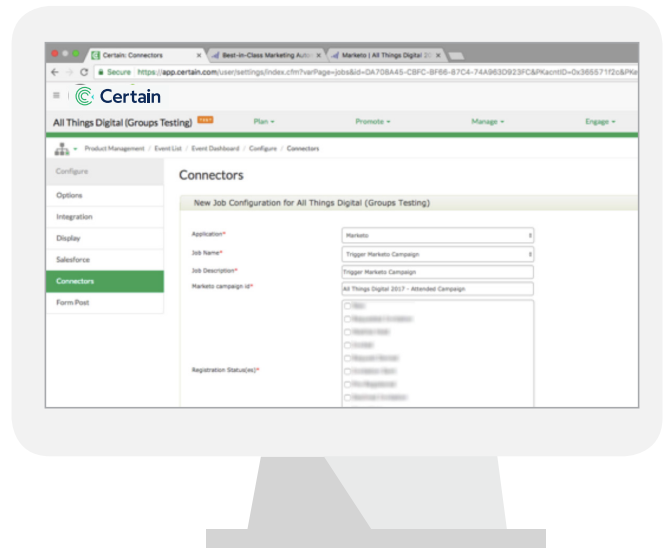 Certain: Connectors x Best-in-Class Marketing Autom x Marketo | All Things Digital 20 x
Secure https://app.certain.com/user/settings/index.cfm?varPage=jobs&id=DA708A45-CBFC-BF66-87C4-74A963D923FC&PKacntID=0x365571f2c&PKe
Certain
All Things Digital (Groups Testing) TEST Plan Promote Manage Engage
Product Management / Event List / Event Dashboard / Configure / Connectors
Configure
Options
Integration
Display
Salesforce
Connectors
Form Post
Connectors
New Job Configuration for All Things Digital (Groups Testing)
Application* Marketo
Job Name* Trigger Marketo Campaign
Job Description* Trigger Marketo Campaign
Marketo campaign id* All Things Digital 2017 - Attended Campaign
Registration Status(es)*